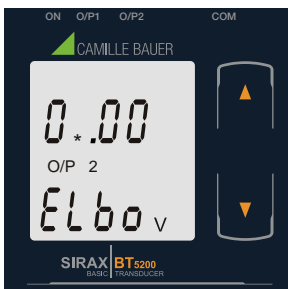 ON O/P1 O/P2 COM
CAMILLE BAUER
0.*.00
O/P 2
ELbo V
SIRAX BT5200
BASIC TRANSDUCER